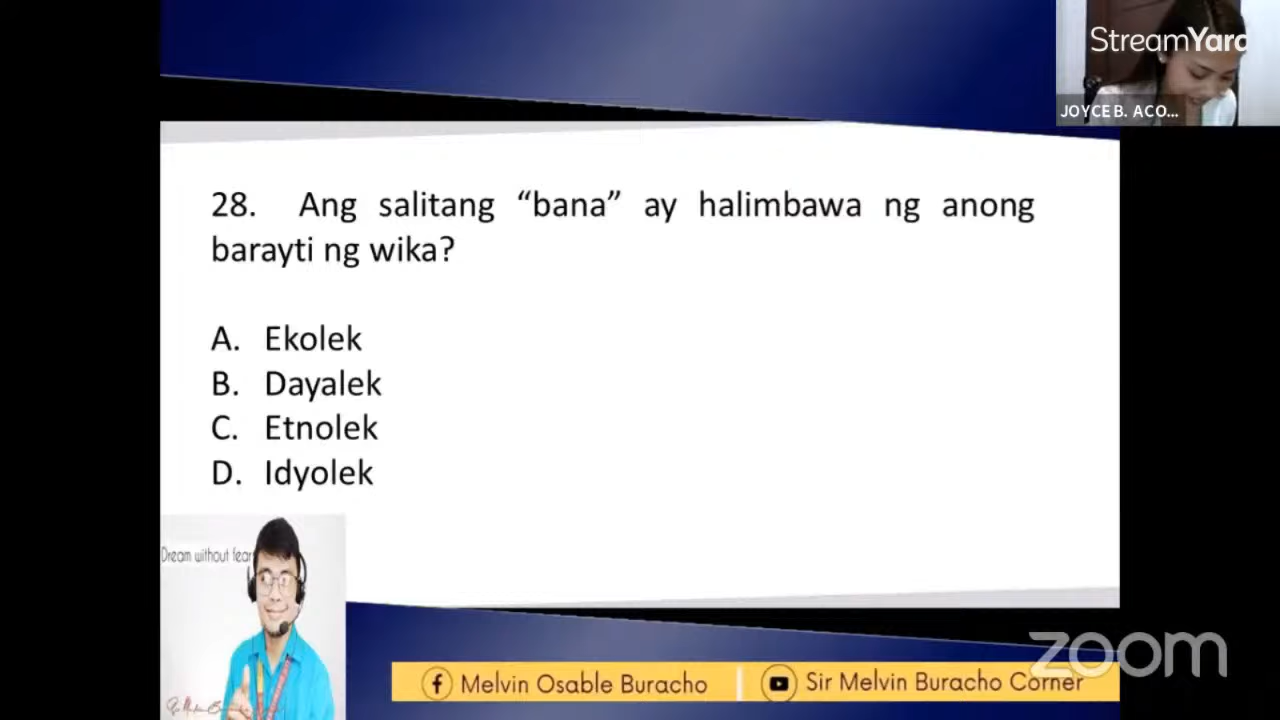 StreamYard
JOYCE B. ACO...
28. Ang salitang “bana” ay halimbawa ng anong
barayti ng wika?
A. Ekolek
B. Dayalek
C. Etnolek
D. Idyolek
Dream without fear
Melvin Osable Buracho
Sir Melvin Buracho Corner
zoom